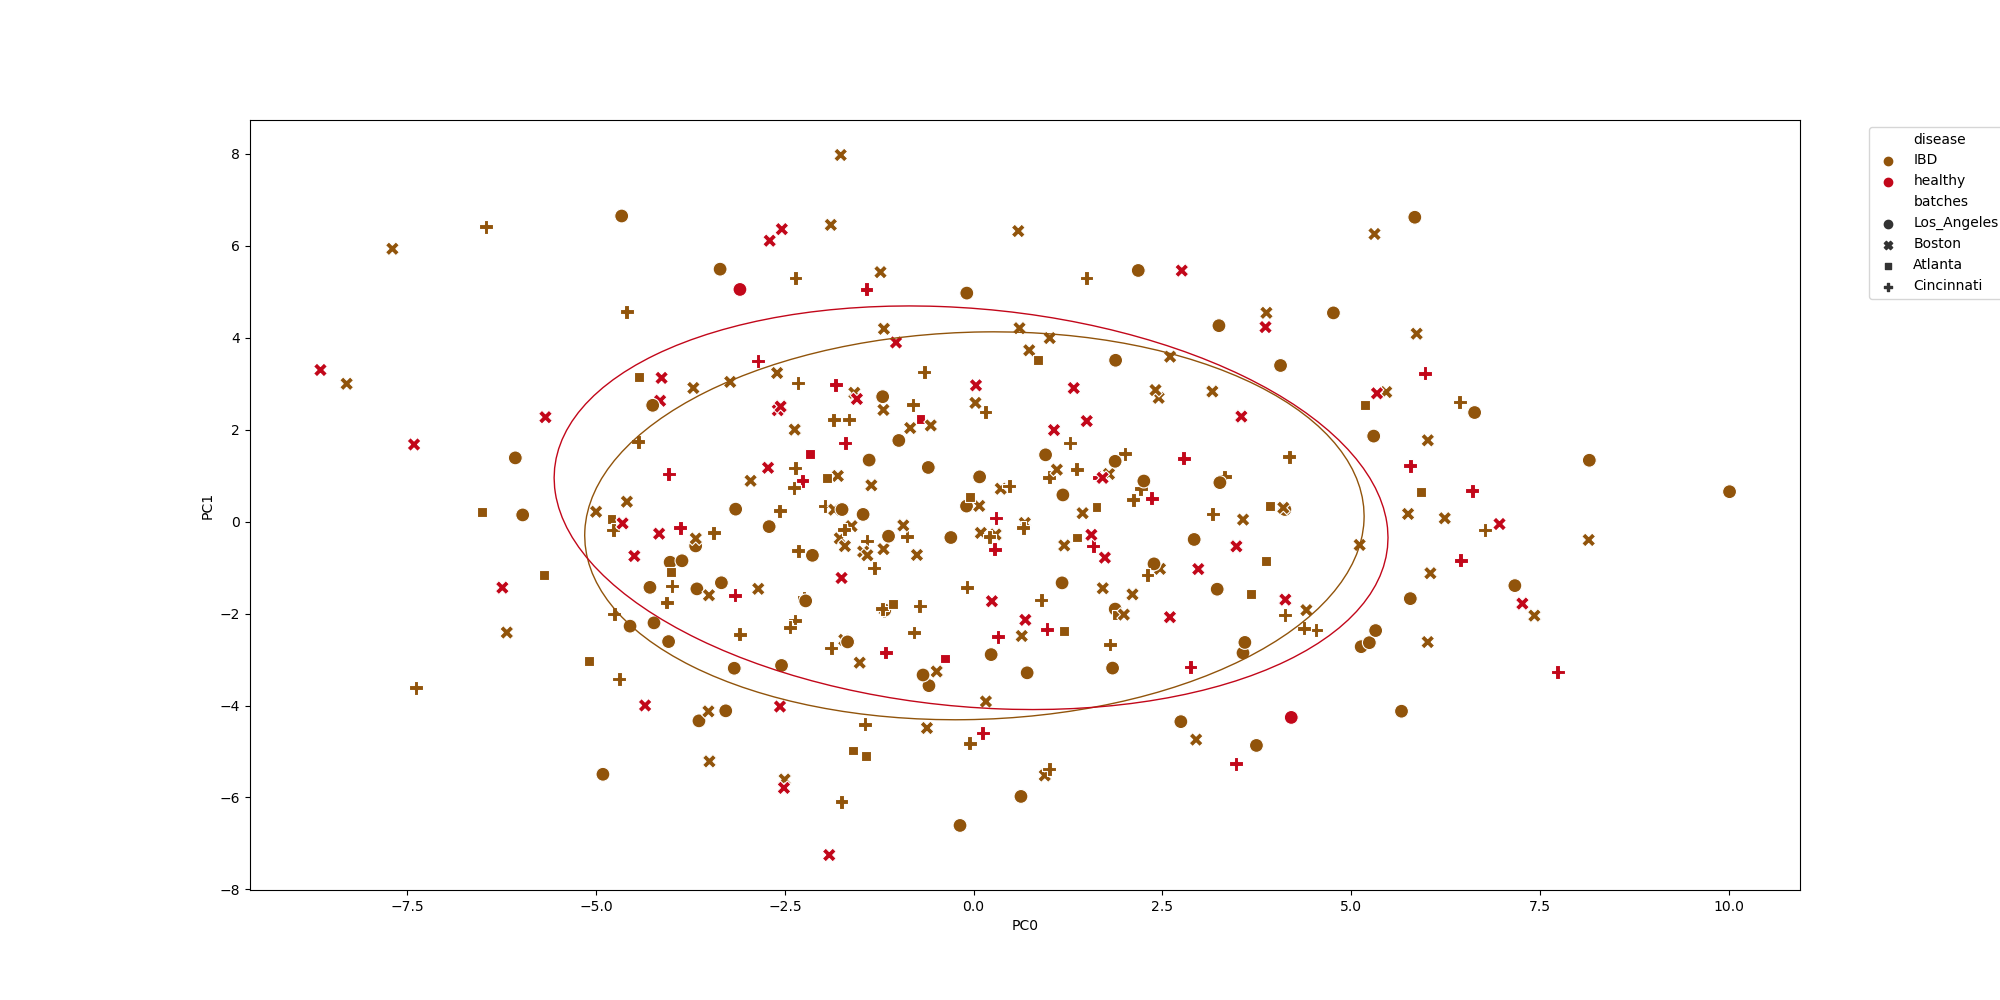 disease
IBD
healthy
batches
Los_Angeles
Boston
Atlanta
Cincinnati
8
6
4
2
0
−2
−4
−6
−8
PC1
−7.5 −5.0 −2.5 0.0 2.5 5.0 7.5 10.0
PC0